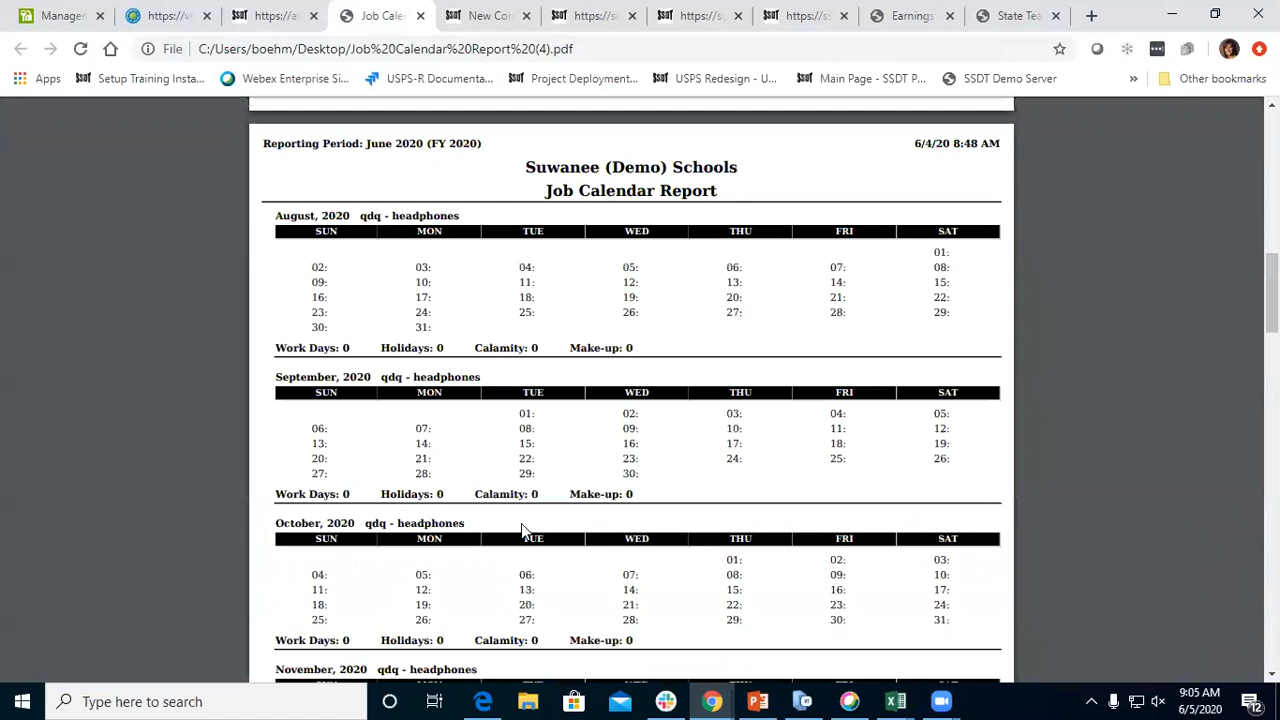 Managem
https://ve
https://ap
Job Cale
New Con
https://su
https://
https://s
Earnings
State Tea
File
C:/Users/boehm/Desktop/Job%20Calendar%20Report%20(4).pdf
Apps
Setup Training Insta...
Webex Enterprise Si...
USPS-R Documenta...
Project Deployment...
USPS Redesign - U...
Main Page - SSDT P...
SSDT Demo Server
»
Other bookmarks
Reporting Period: June 2020 (FY 2020)
6/4/20 8:48 AM
Suwanee (Demo) Schools
Job Calendar Report
August, 2020 qdq - headphones
SUN MON TUE WED THU FRI SAT
01:
02: 03: 04: 05: 06: 07: 08:
09: 10: 11: 12: 13: 14: 15:
16: 17: 18: 19: 20: 21: 22:
23: 24: 25: 26: 27: 28: 29:
30: 31:
Work Days: 0 Holidays: 0 Calamity: 0 Make-up: 0
September, 2020 qdq - headphones
SUN MON TUE WED THU FRI SAT
01: 02: 03: 04: 05:
06: 07: 08: 09: 10: 11: 12:
13: 14: 15: 16: 17: 18: 19:
20: 21: 22: 23: 24: 25: 26:
27: 28: 29: 30:
Work Days: 0 Holidays: 0 Calamity: 0 Make-up: 0
October, 2020 qdq - headphones
SUN MON TUE WED THU FRI SAT
01: 02: 03:
04: 05: 06: 07: 08: 09: 10:
11: 12: 13: 14: 15: 16: 17:
18: 19: 20: 21: 22: 23: 24:
25: 26: 27: 28: 29: 30: 31:
Work Days: 0 Holidays: 0 Calamity: 0 Make-up: 0
November, 2020 qdq - headphones
Type here to search
9:05 AM
6/5/2020
12